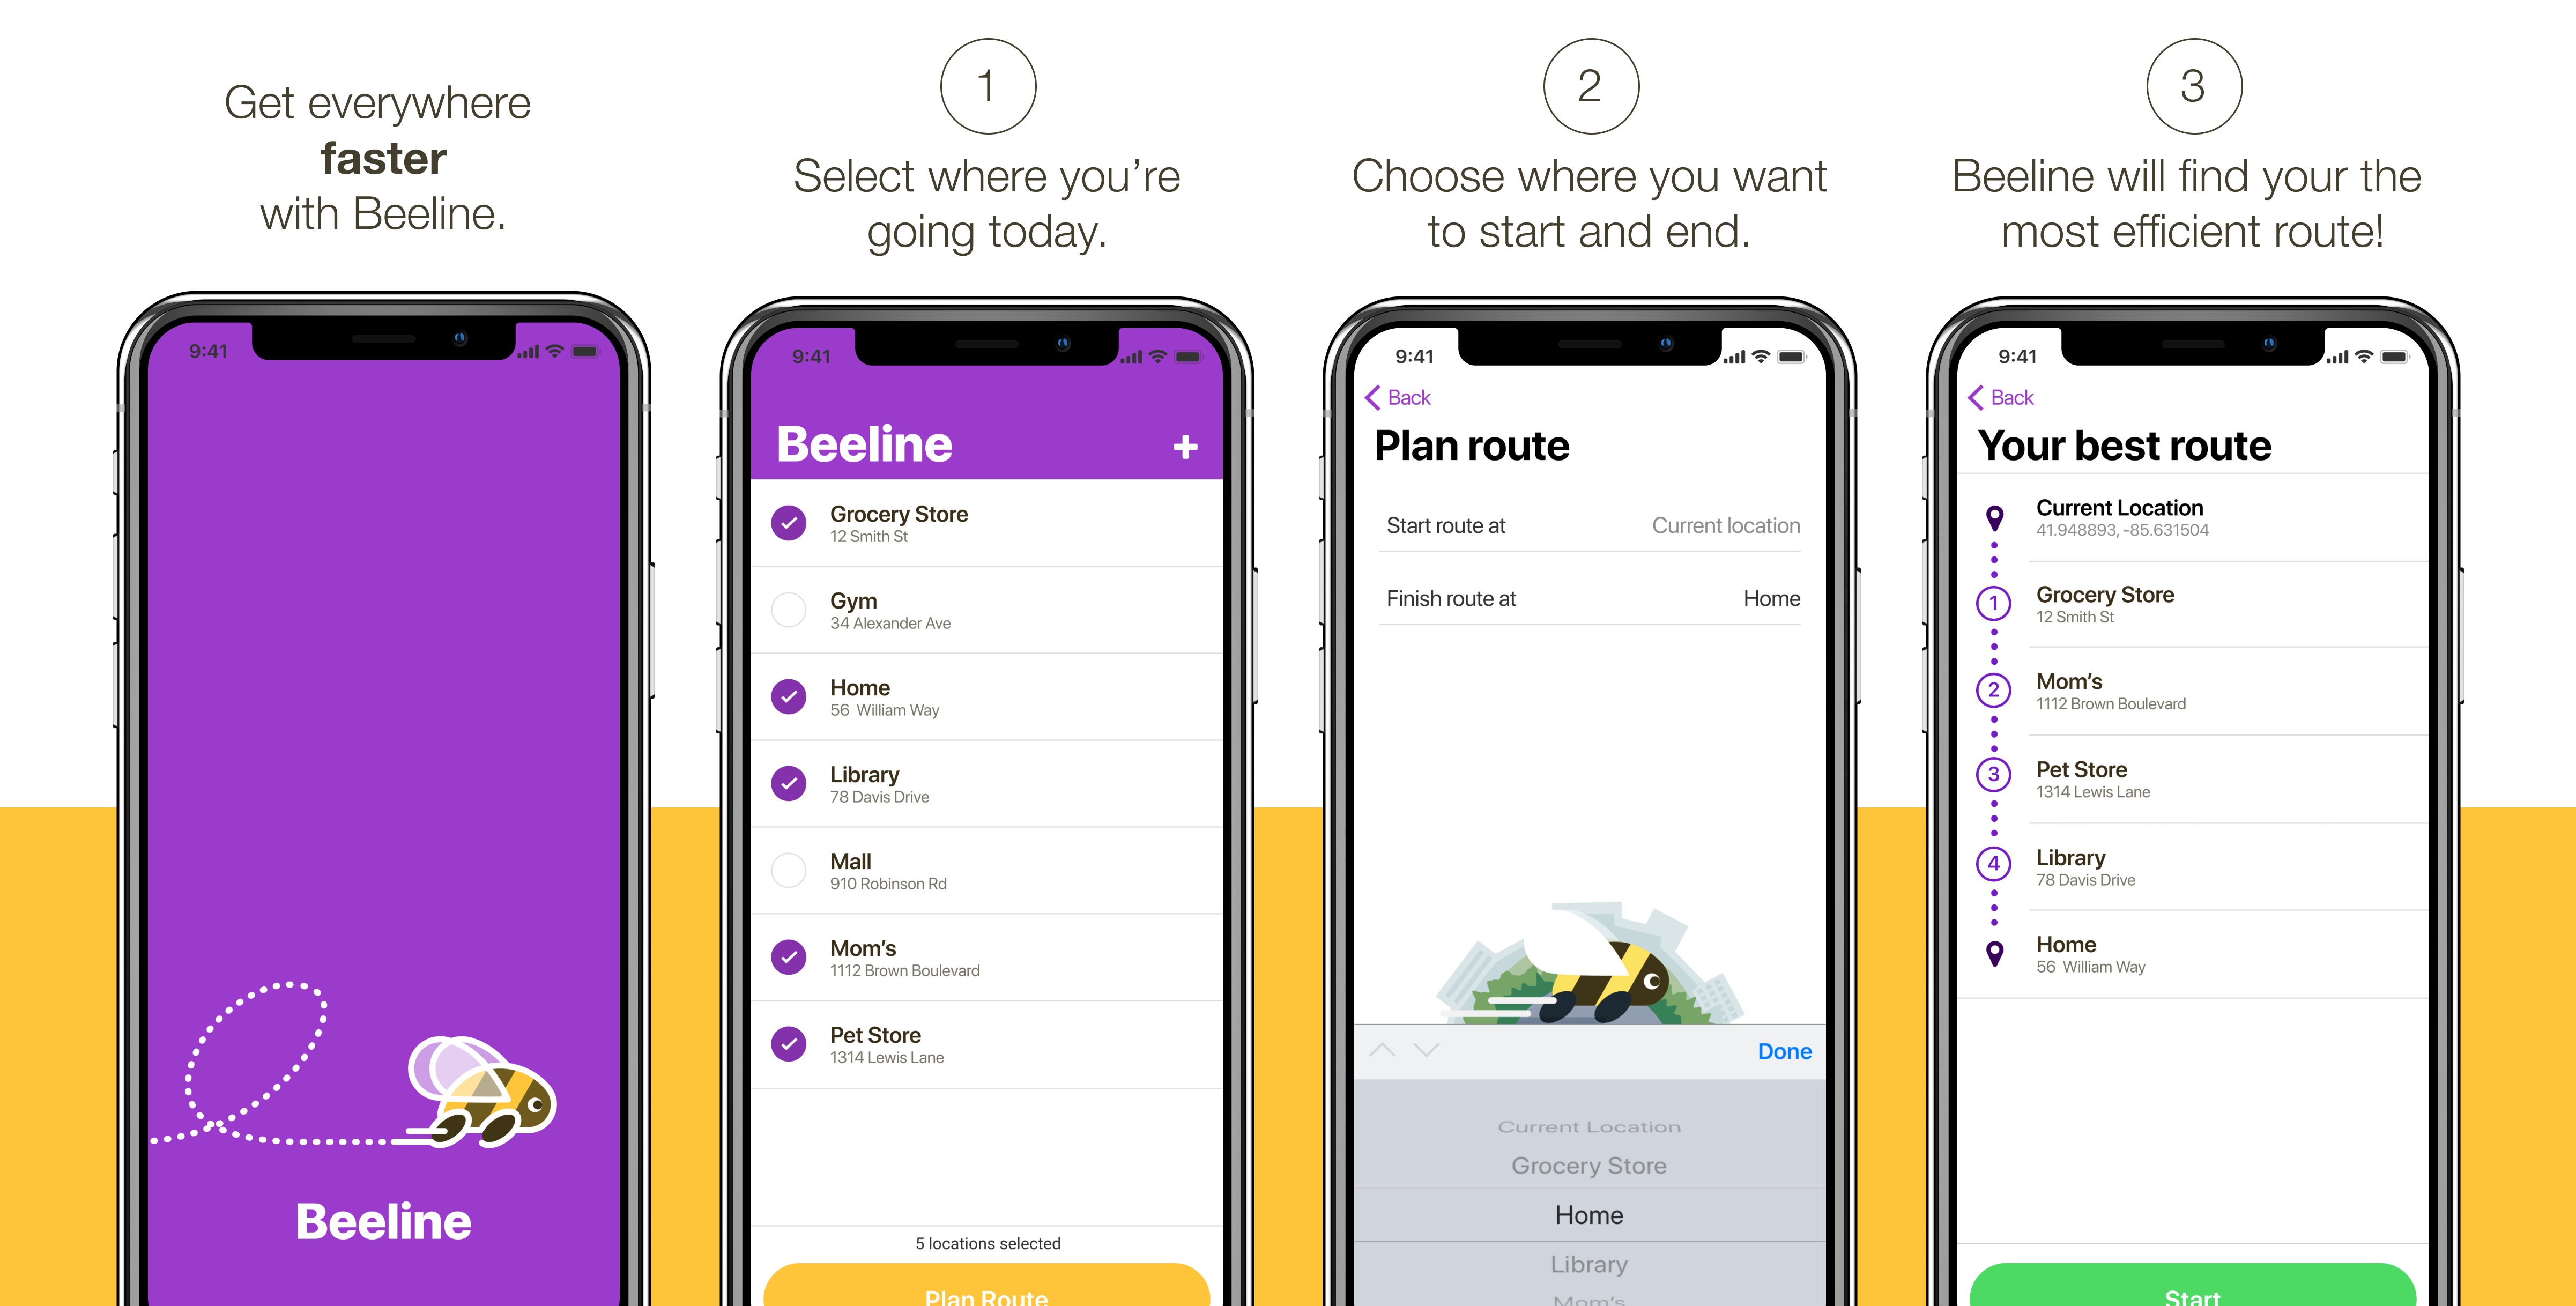 Get everywhere
faster
with Beeline.
9:41
Beeline
1
Select where you're
going today.
9:41
Beeline
+
Grocery Store
12 Smith St
Gym
34 Alexander Ave
Home
56 William Way
Library
78 Davis Drive
Mall
910 Robinson Rd
Mom's
1112 Brown Boulevard
Pet Store
1314 Lewis Lane
5 locations selected
Plan Route
2
Choose where you want
to start and end.
9:41
Back
Plan route
Start route at Current location
Finish route at Home
Done
Current Location
Grocery Store
Home
Library
Mom's
3
Beeline will find your the
most efficient route!
9:41
Back
Your best route
Current Location
41.948893, -85.631504
1 Grocery Store
12 Smith St
2 Mom's
1112 Brown Boulevard
3 Pet Store
1314 Lewis Lane
4 Library
78 Davis Drive
Home
56 William Way
Start